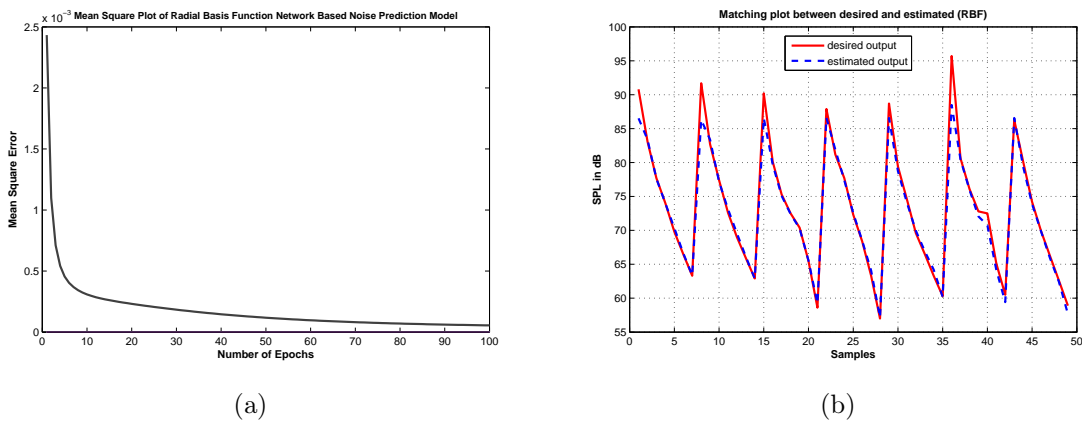 x 10⁻³ Mean Square Plot of Radial Basis Function Network Based Noise Prediction Model
2.5
2
1.5
1
0.5
0
Mean Square Error
0 10 20 30 40 50 60 70 80 90 100
Number of Epochs
(a)
Matching plot between desired and estimated (RBF)
desired output
estimated output
100
95
90
85
80
75
70
65
60
55
SPL in dB
0 5 10 15 20 25 30 35 40 45 50
Samples
(b)